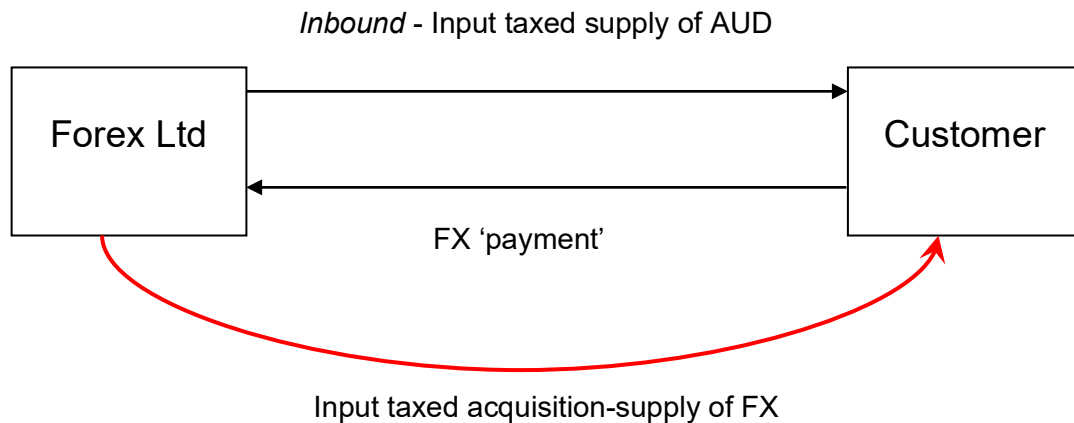 Inbound - Input taxed supply of AUD
Forex Ltd
Customer
FX ‘payment’
Input taxed acquisition-supply of FX